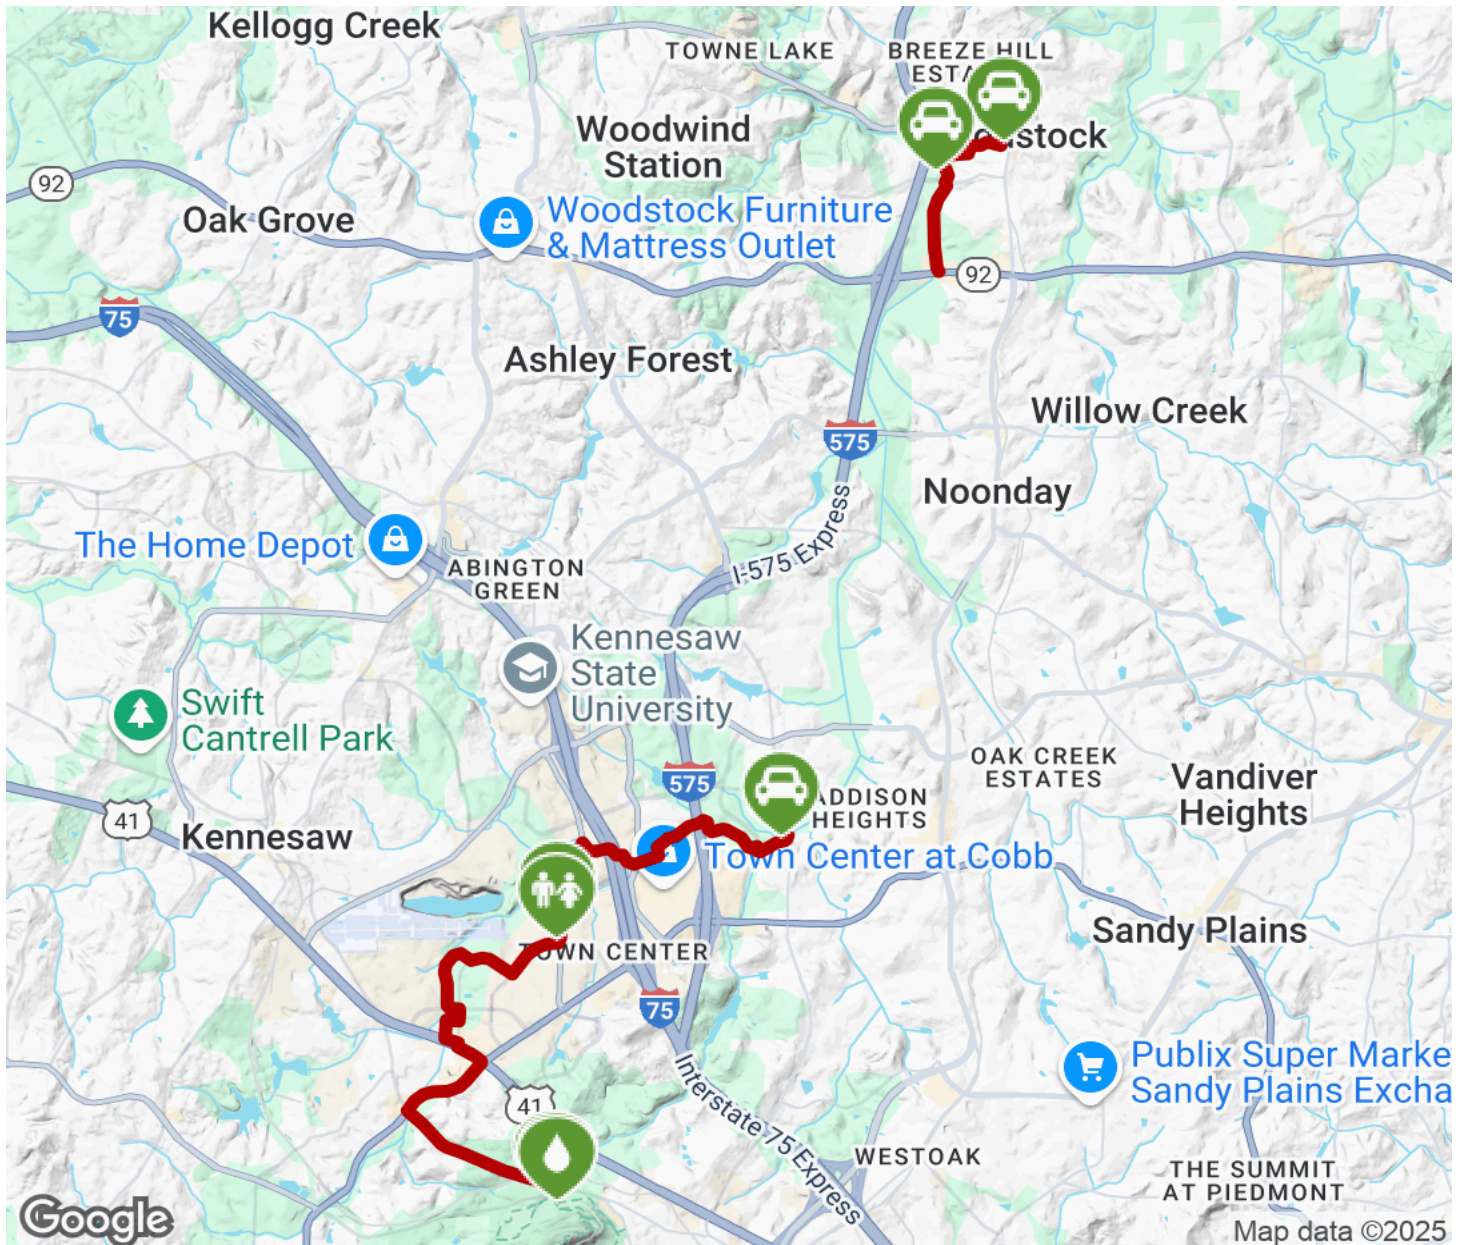 Kellogg Creek
TOWNE LAKE
BREEZE HILL
ESTA
Woodwind
Station
dstock
92
Oak Grove
Woodstock Furniture
& Mattress Outlet
92
75
Ashley Forest
Willow Creek
575
Noonday
I-575 Express
The Home Depot
ABINGTON
GREEN
Kennesaw
State
University
Swift
Cantrell Park
OAK CREEK
ESTATES
Vandiver
Heights
575
ADDISON
HEIGHTS
41
Kennesaw
Town Center at Cobb
Sandy Plains
TOWN CENTER
75
Interstate 75 Express
Publix Super Marke
Sandy Plains Excha
41
WESTOAK
THE SUMMIT
AT PIEDMONT
Google
Map data ©2025